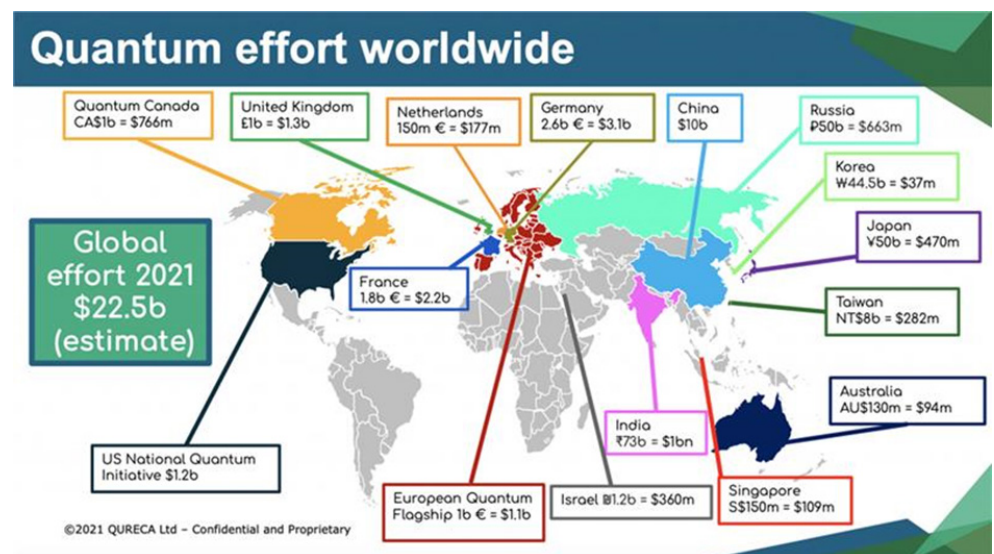 Quantum effort worldwide
Quantum Canada
CA$1b = $766m
United Kingdom
£1b = $1.3b
Netherlands
150m € = $177m
Germany
2.6b € = $3.1b
China
$10b
Russia
₽50b = $663m
Korea
₩44.5b = $37m
Japan
¥50b = $470m
Global
effort 2021
$22.5b
(estimate)
France
1.8b € = $2.2b
Taiwan
NT$8b = $282m
Australia
AU$130m = $94m
India
₹73b = $1bn
US National Quantum
Initiative $1.2b
European Quantum
Flagship 1b € = $1.1b
Israel ₪1.2b = $360m
Singapore
S$150m = $109m
©2021 QURECA Ltd – Confidential and Proprietary